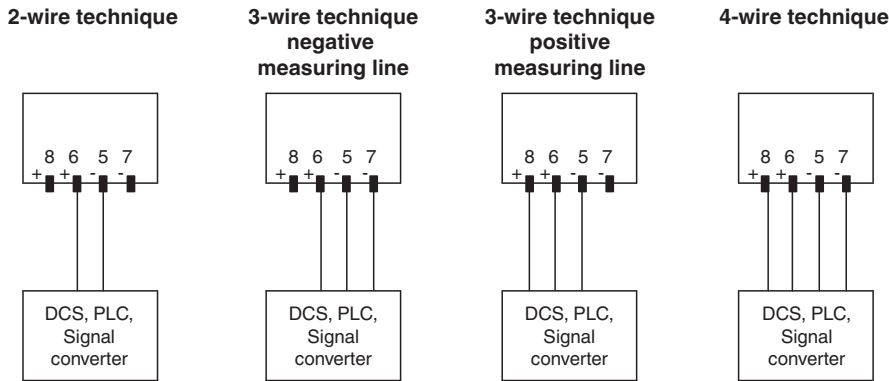 2-wire technique
3-wire technique
negative
measuring line
3-wire technique
positive
measuring line
4-wire technique
8 6 5 7
+ + - -
8 6 5 7
+ + - -
8 6 5 7
+ + - -
8 6 5 7
+ + - -
DCS, PLC,
Signal
converter
DCS, PLC,
Signal
converter
DCS, PLC,
Signal
converter
DCS, PLC,
Signal
converter